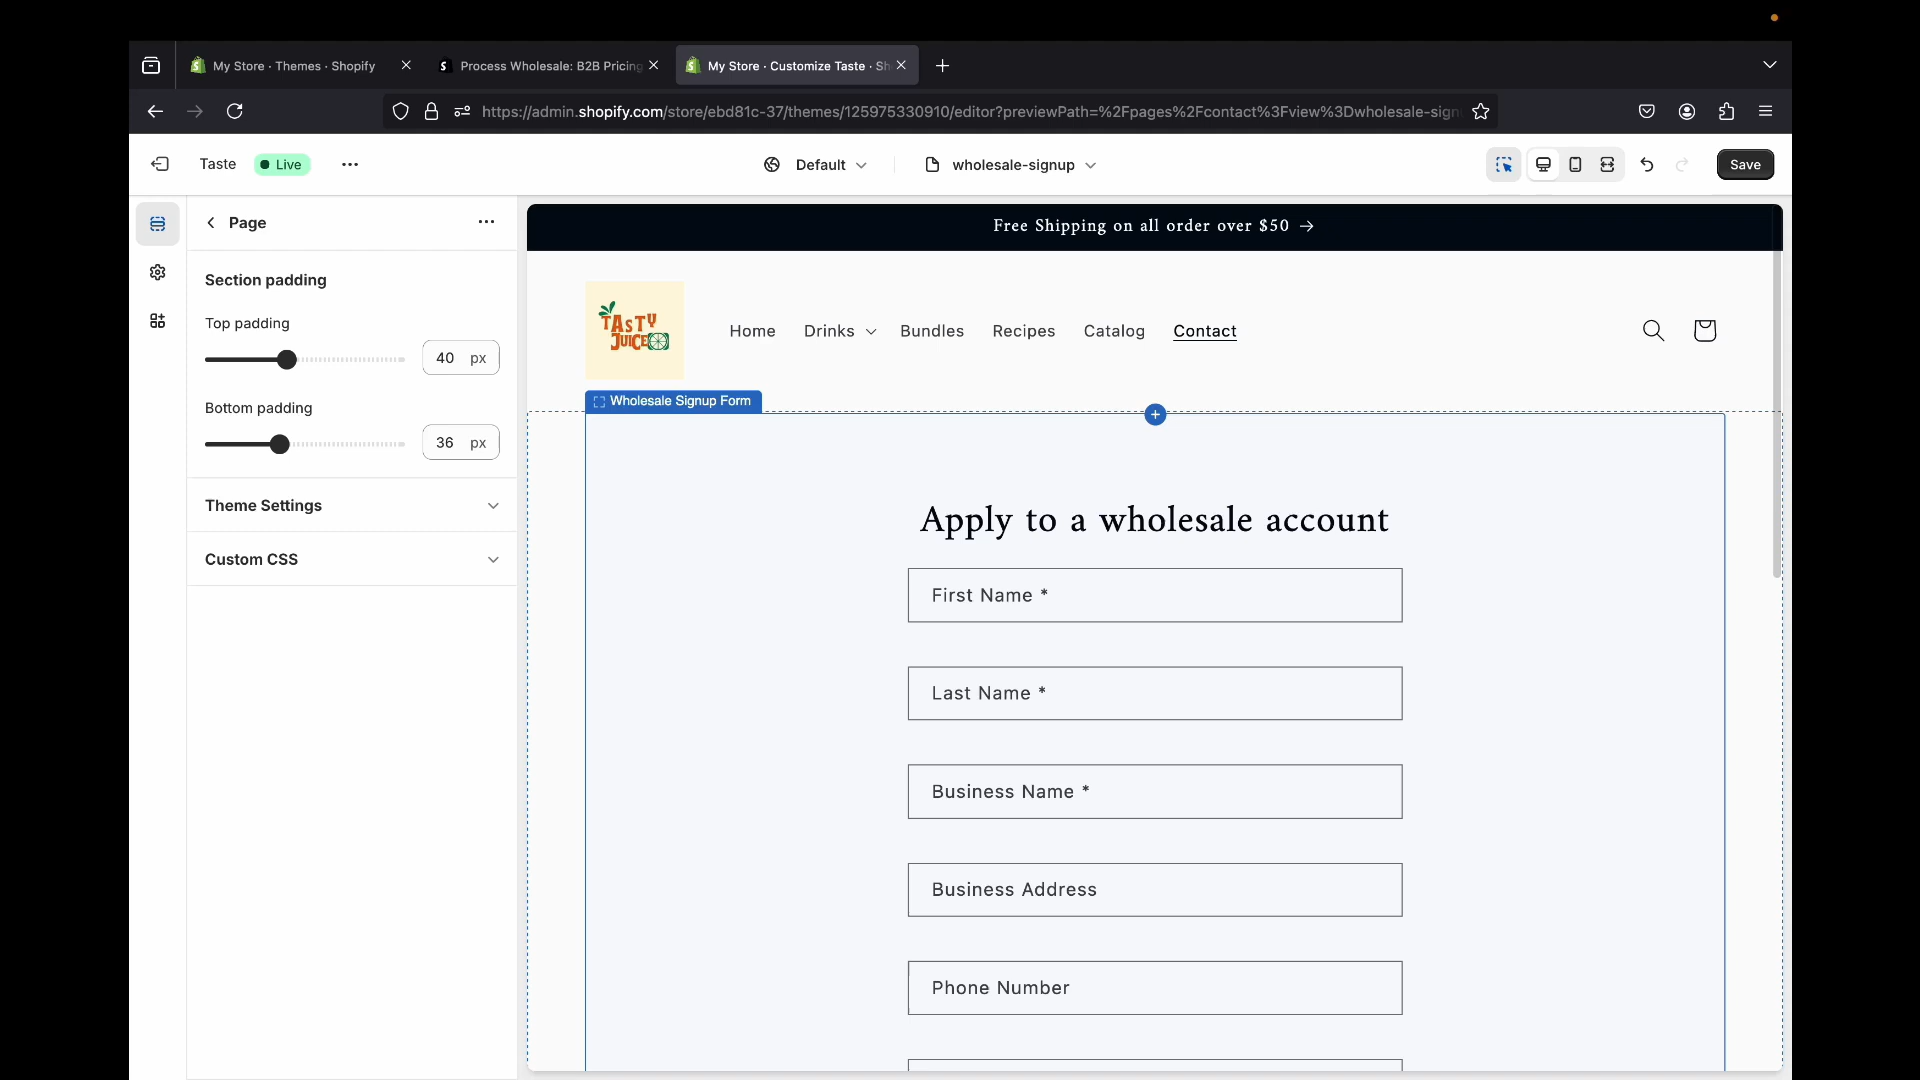 My Store · Themes · Shopify
Process Wholesale: B2B Pricing
My Store · Customize Taste · Sh
https://admin.shopify.com/store/ebd81c-37/themes/125975330910/editor?previewPath=%2Fpages%2Fcontact%3Fview%3Dwholesale-sign
Taste
Live
Default
wholesale-signup
Save
Page
Section padding
Top padding
40 px
Bottom padding
36 px
Theme Settings
Custom CSS
Free Shipping on all order over $50 →
TASTY
JUICE
Home
Drinks
Bundles
Recipes
Catalog
Contact
Wholesale Signup Form
Apply to a wholesale account
First Name *
Last Name *
Business Name *
Business Address
Phone Number